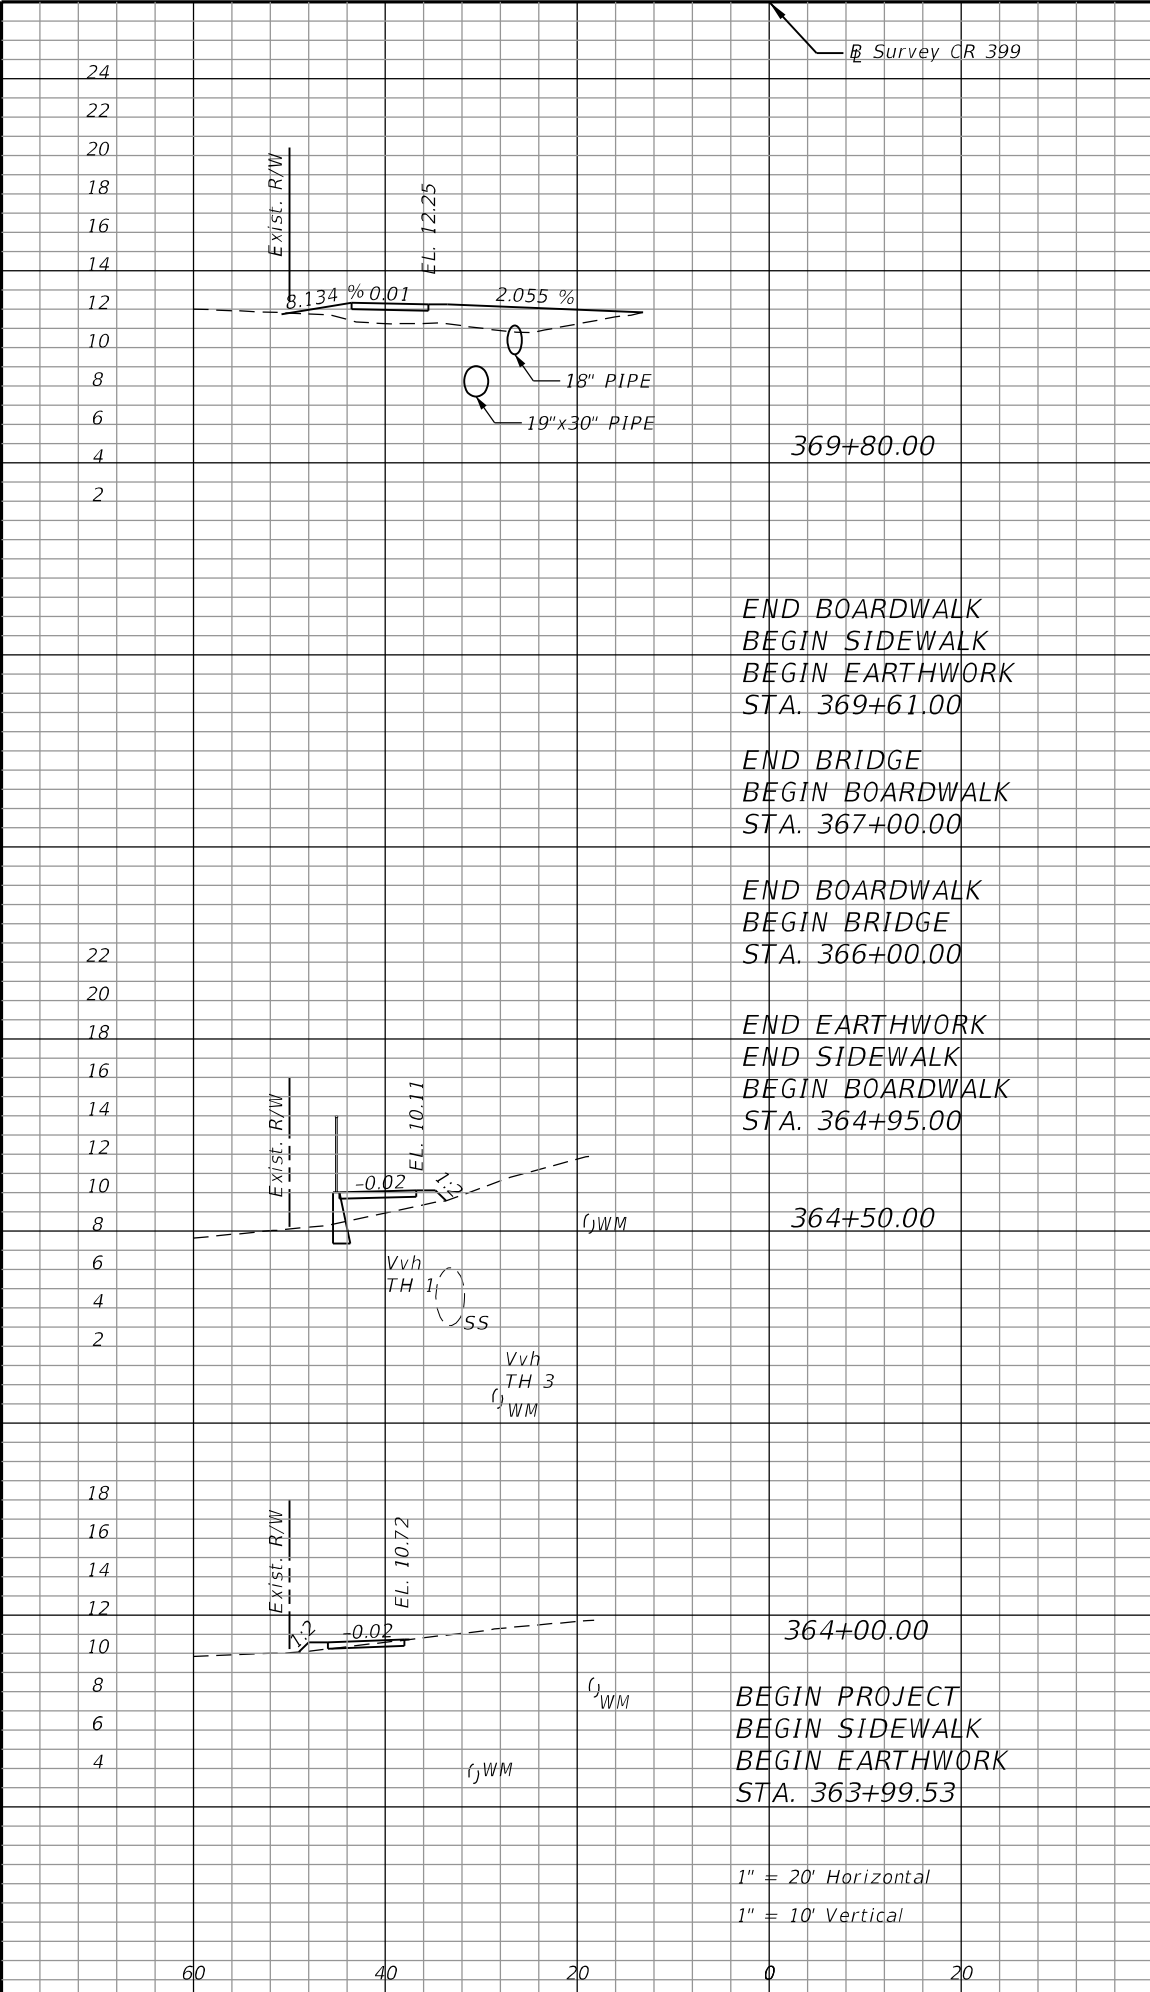 BL Survey CR 399
24
22
20
18
16
14
12
10
8
6
4
2
Exist. R/W
EL. 12.25
8.134 %
0.01
2.055 %
18" PIPE
19"x30" PIPE
369+80.00
END BOARDWALK
BEGIN SIDEWALK
BEGIN EARTHWORK
STA. 369+61.00
END BRIDGE
BEGIN BOARDWALK
STA. 367+00.00
END BOARDWALK
BEGIN BRIDGE
STA. 366+00.00
END EARTHWORK
END SIDEWALK
BEGIN BOARDWALK
STA. 364+95.00
22
20
18
16
14
12
10
8
6
4
2
Exist. R/W
EL. 10.11
-0.02
1:2
WM
364+50.00
Vvh
TH 1
SS
Vvh
TH 3
WM
18
16
14
12
10
8
6
4
Exist. R/W
EL. 10.72
1:2
-0.02
364+00.00
WM
WM
BEGIN PROJECT
BEGIN SIDEWALK
BEGIN EARTHWORK
STA. 363+99.53
1" = 20' Horizontal
1" = 10' Vertical
60 40 20 0 20